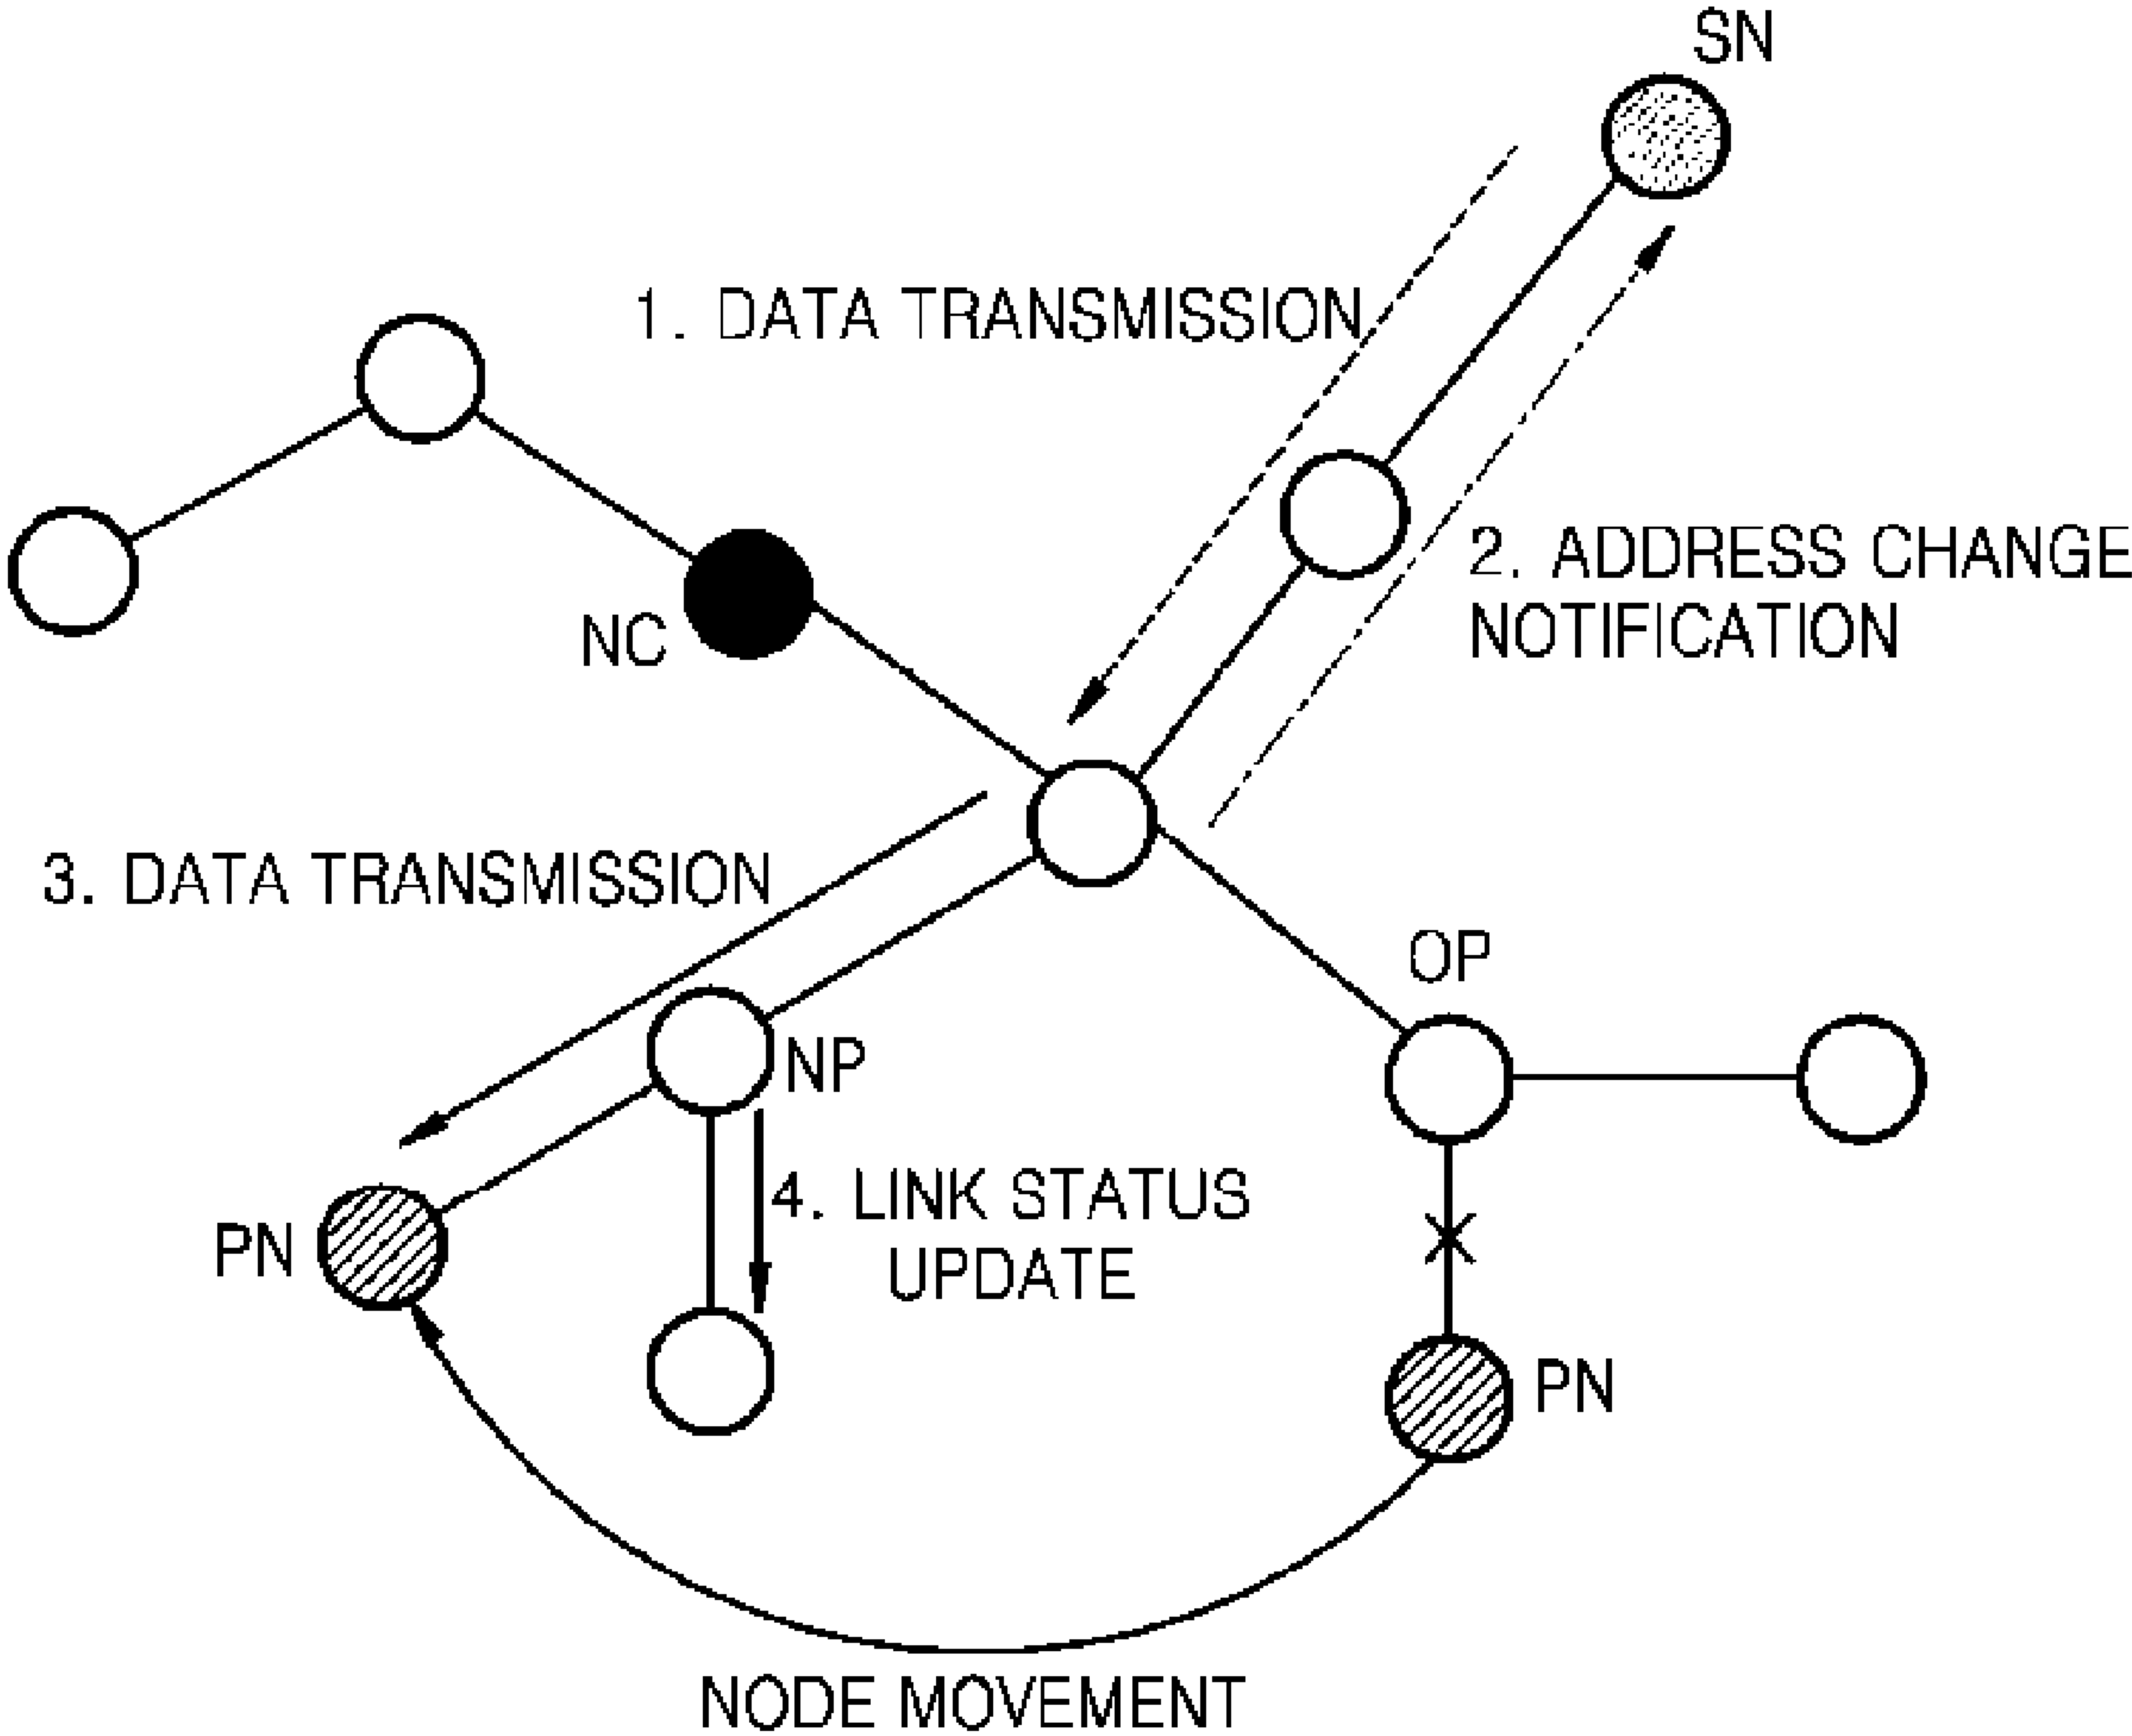 SN
1. DATA TRANSMISSION
2. ADDRESS CHANGE
NOTIFICATION
NC
3. DATA TRANSMISSION
OP
NP
4. LINK STATUS
UPDATE
PN
PN
NODE MOVEMENT